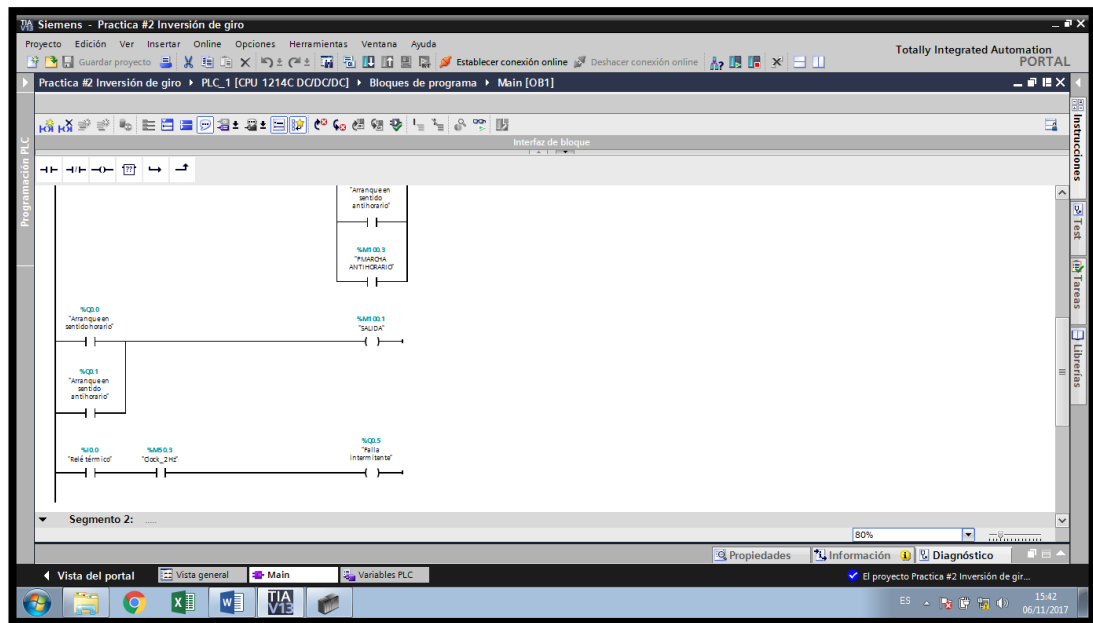 Siemens - Practica #2 Inversión de giro
Proyecto Edición Ver Insertar Online Opciones Herramientas Ventana Ayuda
Totally Integrated Automation
PORTAL
Guardar proyecto Establecer conexión online Deshacer conexión online
Practica #2 Inversión de giro PLC_1 [CPU 1214C DC/DC/DC] Bloques de programa Main [OB1]
Interfaz de bloque
Programación PLC
Instrucciones
Test
Tareas
Librerías
"Arranque en
sentido
antihorario"
%M100.3
"PMARCHA
ANTIHORARIO"
%Q0.0
"Arranque en
sentido horario"
%M100.1
"SALIDA"
%Q0.1
"Arranque en
sentido
antihorario"
%I0.0
"Relé térmico"
%M50.3
"Clock_2Hz"
%Q0.5
"Falla
intermitente"
Segmento 2: .....
80%
Propiedades Información Diagnóstico
Vista del portal Vista general Main Variables PLC
El proyecto Practica #2 Inversión de gir...
TIA
V13
ES
15:42
06/11/2017